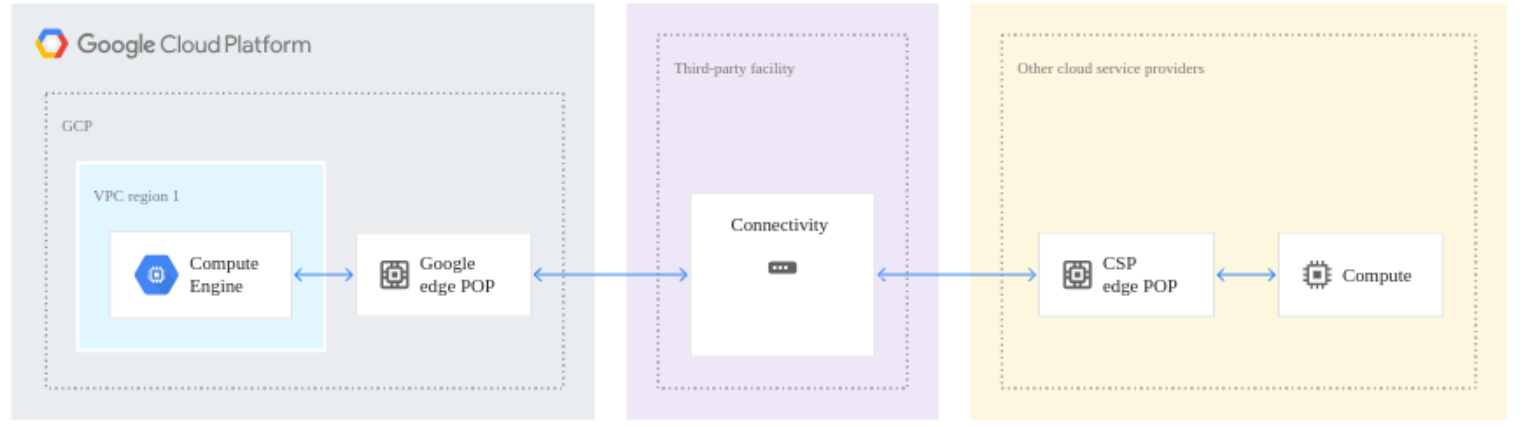 Google Cloud Platform
GCP
VPC region 1
Compute
Engine
Google
edge POP
Third-party facility
Connectivity
Other cloud service providers
CSP
edge POP
Compute